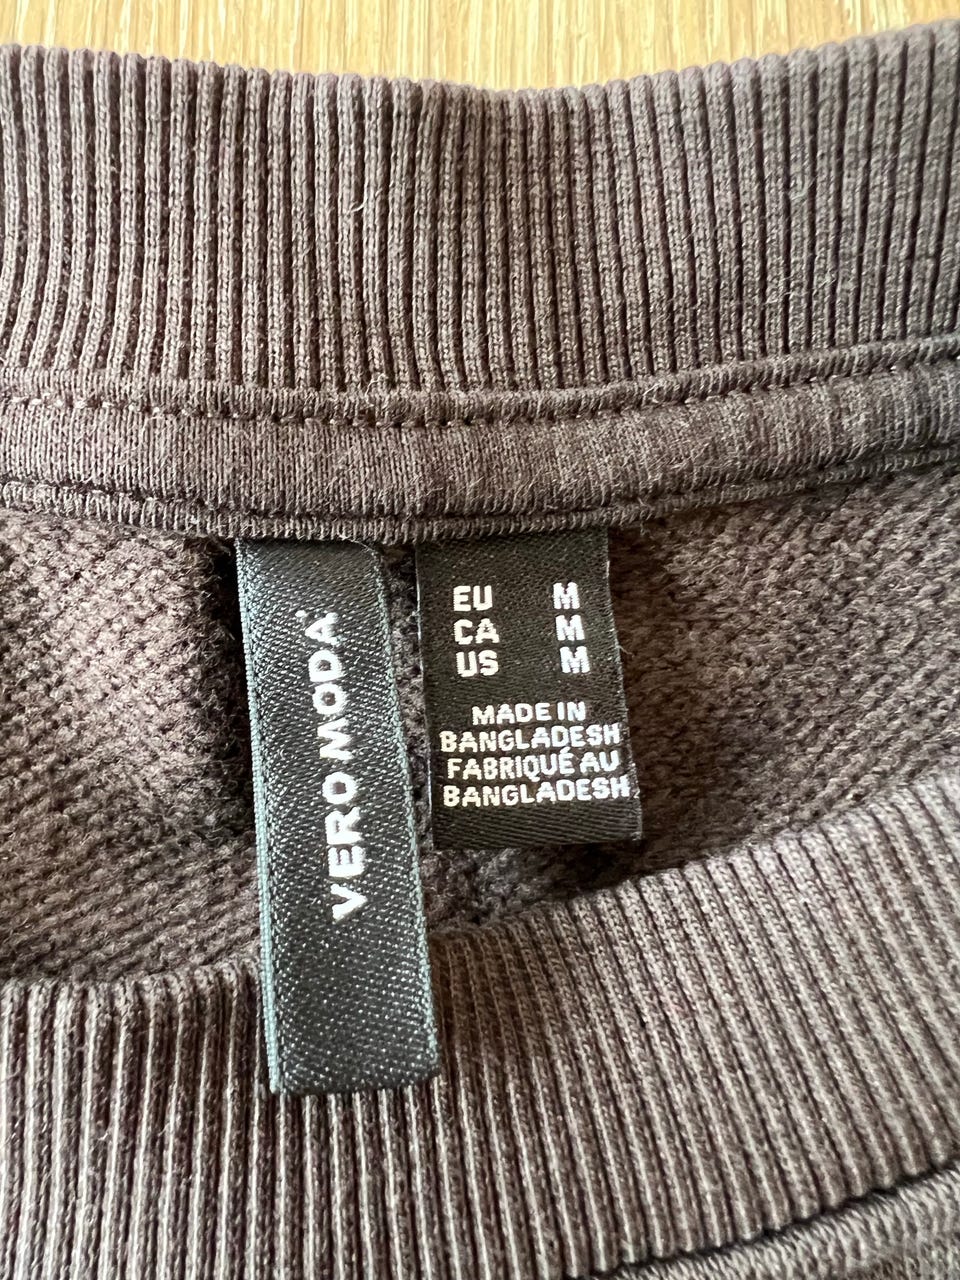 VERO MODA
EU M
CA M
US M
MADE IN
BANGLADESH
FABRIQUÉ AU
BANGLADESH